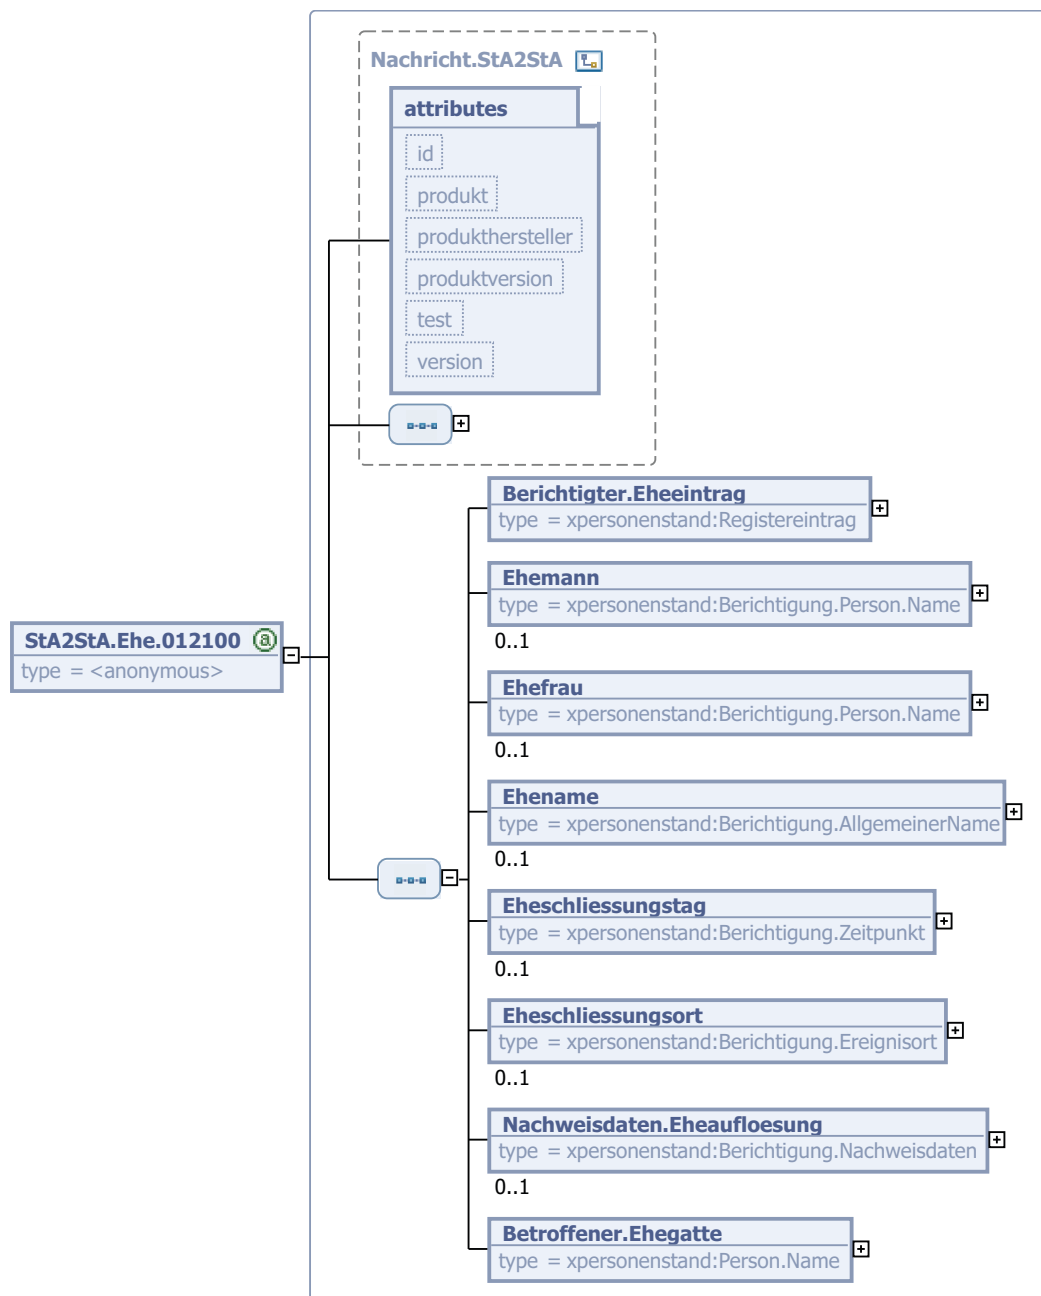 Nachricht.StA2StA
attributes
id
produkt
produkthersteller
produktversion
test
version
Berichtigter.Eheeintrag
type = xpersonenstand:Registereintrag
Ehemann
type = xpersonenstand:Berichtigung.Person.Name
0..1
StA2StA.Ehe.012100 @
type = <anonymous>
Ehefrau
type = xpersonenstand:Berichtigung.Person.Name
0..1
Ehename
type = xpersonenstand:Berichtigung.AllgemeinerName
0..1
Eheschliessungstag
type = xpersonenstand:Berichtigung.Zeitpunkt
0..1
Eheschliessungsort
type = xpersonenstand:Berichtigung.Ereignisort
0..1
Nachweisdaten.Eheaufloesung
type = xpersonenstand:Berichtigung.Nachweisdaten
0..1
Betroffener.Ehegatte
type = xpersonenstand:Person.Name